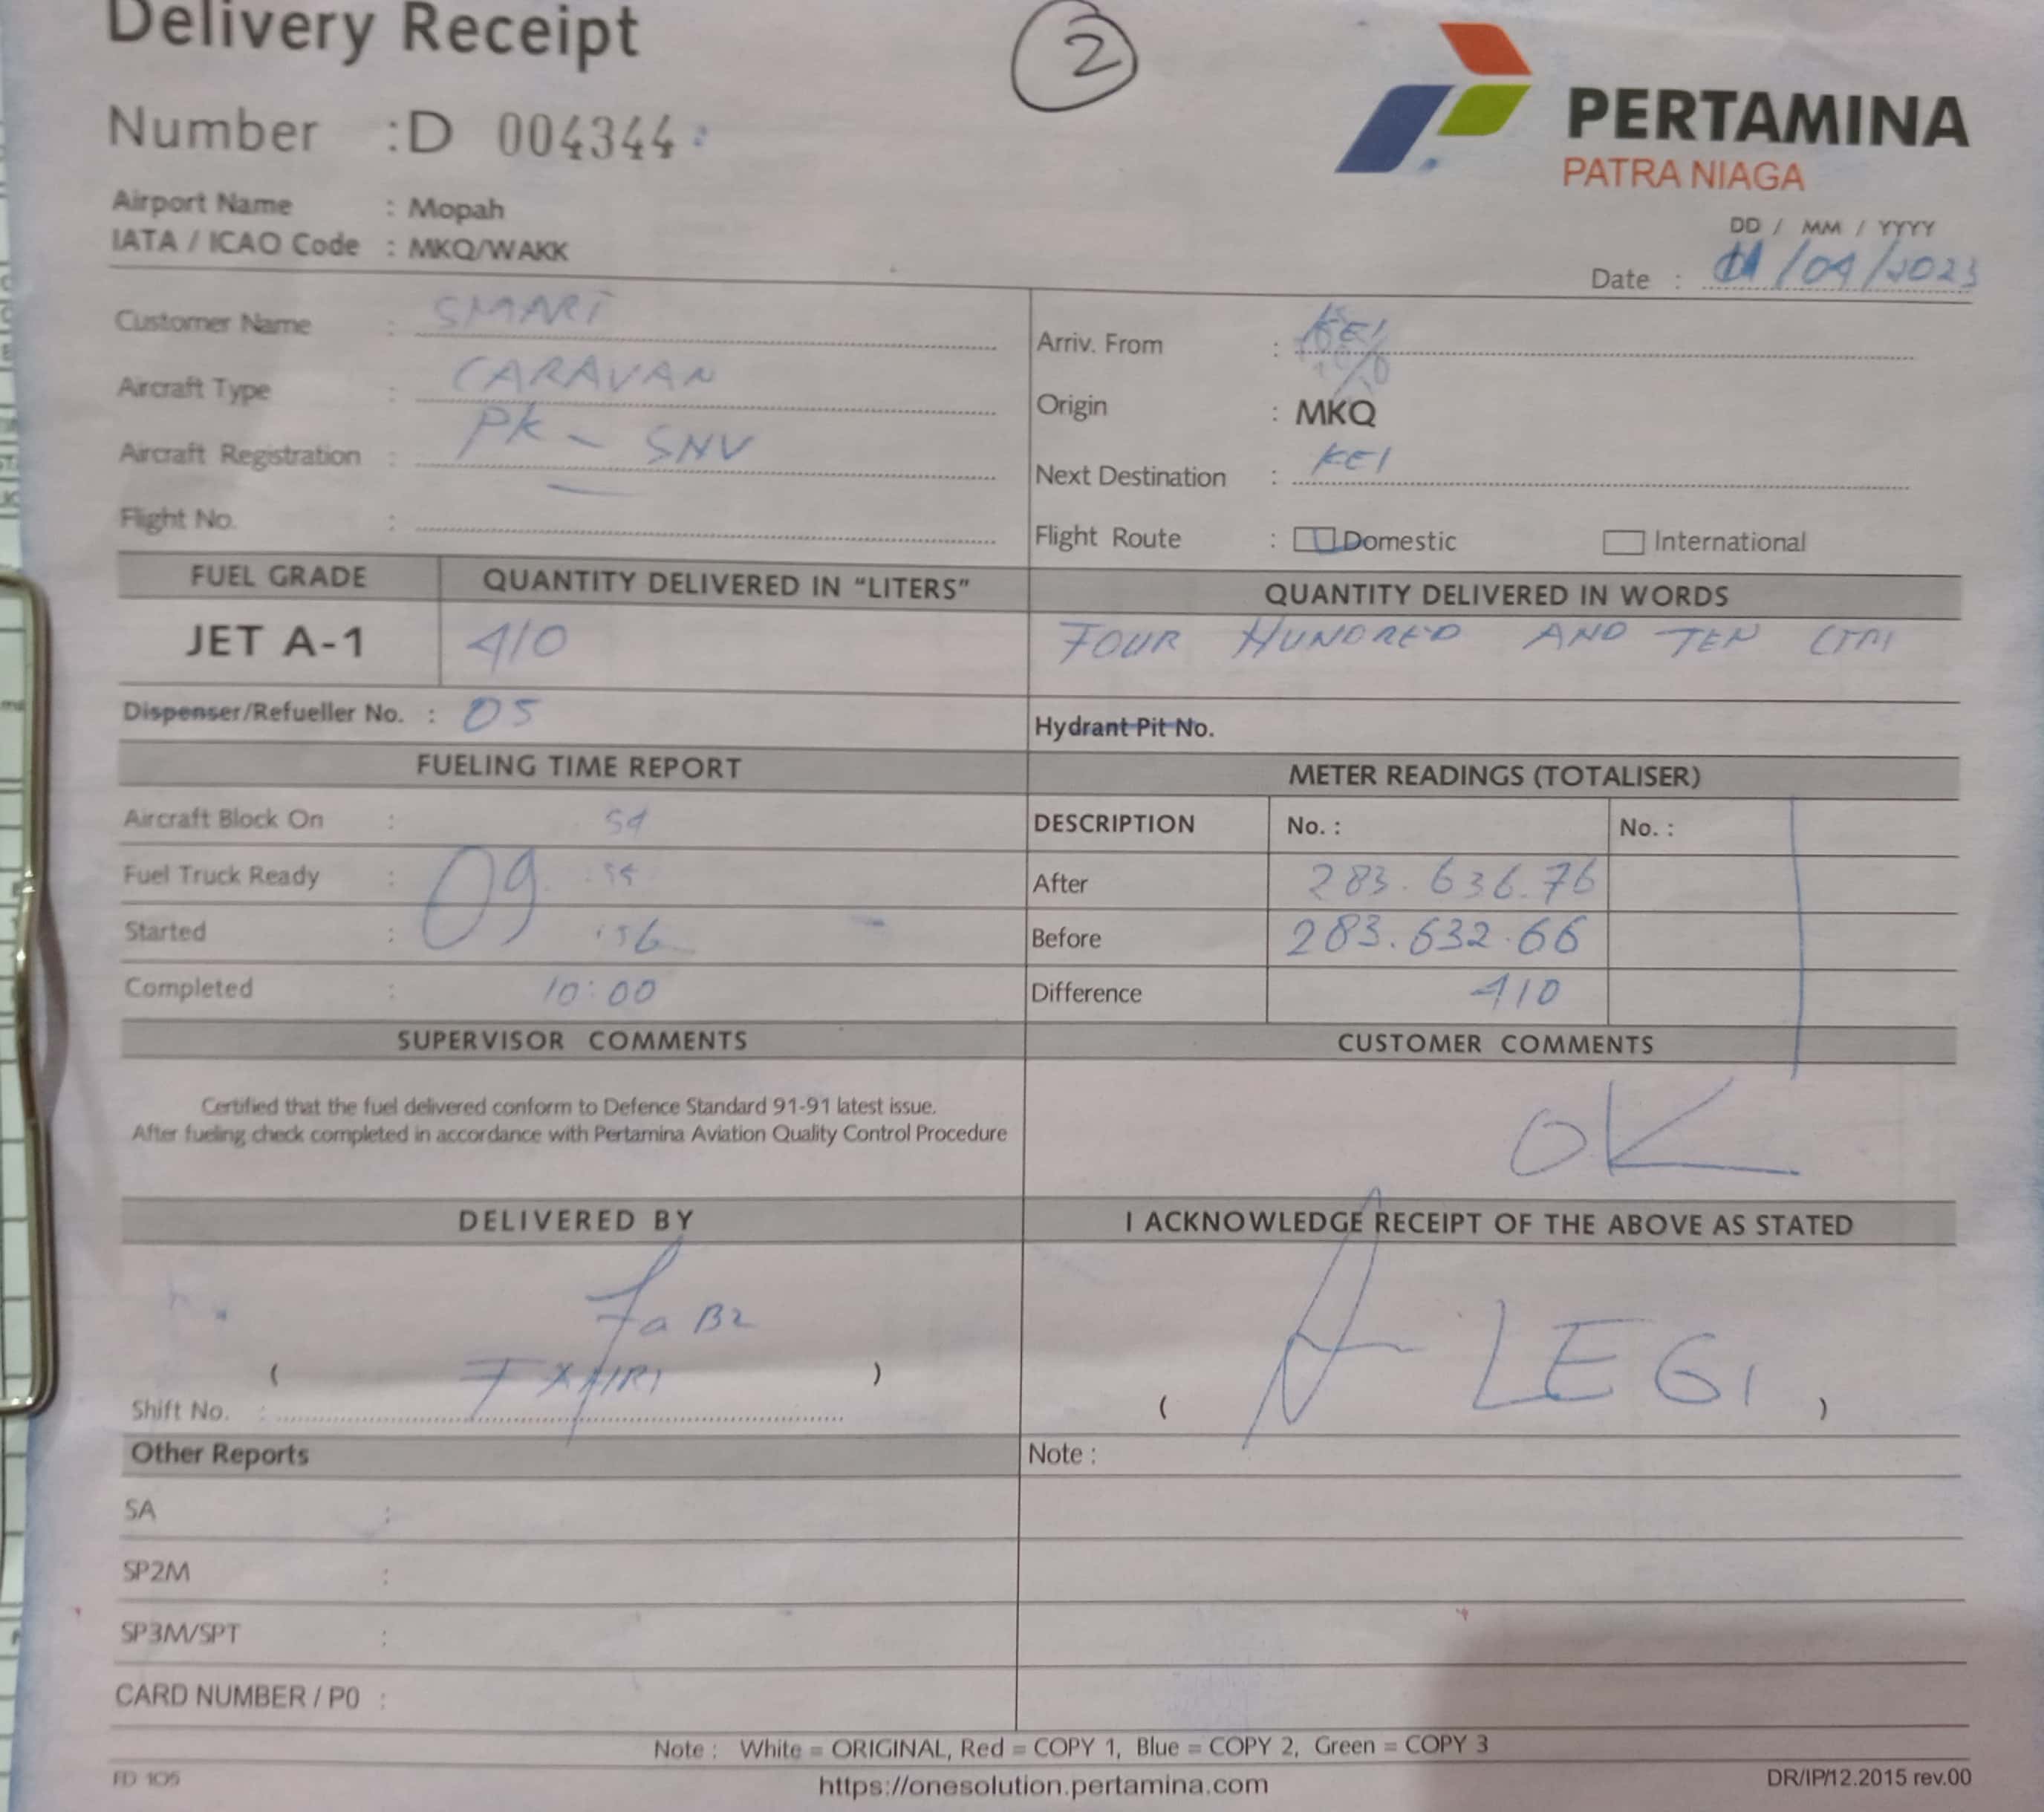 Delivery Receipt
2
PERTAMINA
PATRA NIAGA
Number : D 004344
Airport Name : Mopah
IATA / ICAO Code : MKQ/WAKK
DD / MM / YYYY
Date : /04/2023
Customer Name : SMART
Aircraft Type : CARAVAN
Aircraft Registration : PK - SNV
Flight No. :
Arriv. From : KEI
Origin : MKQ
Next Destination : KEI
Flight Route : Domestic International
FUEL GRADE QUANTITY DELIVERED IN "LITERS" QUANTITY DELIVERED IN WORDS
JET A-1 410 FOUR HUNDRED AND TEN
Dispenser/Refueller No. : 05 Hydrant Pit No.
FUELING TIME REPORT METER READINGS (TOTALISER)
Aircraft Block On : 54 DESCRIPTION No. : No. :
Fuel Truck Ready : 09 After 283.636.76
Started : :56 Before 283.632.66
Completed : 10:00 Difference 410
SUPERVISOR COMMENTS CUSTOMER COMMENTS
Certified that the fuel delivered conform to Defence Standard 91-91 latest issue.
After fueling check completed in accordance with Pertamina Aviation Quality Control Procedure
OK
DELIVERED BY I ACKNOWLEDGE RECEIPT OF THE ABOVE AS STATED
( ) ( LEGI )
Shift No. :
Other Reports Note :
SA :
SP2M :
SP3M/SPT :
CARD NUMBER / P0 :
Note : White = ORIGINAL, Red = COPY 1, Blue = COPY 2, Green = COPY 3
FD 105 https://onesolution.pertamina.com DR/IP/12.2015 rev.00